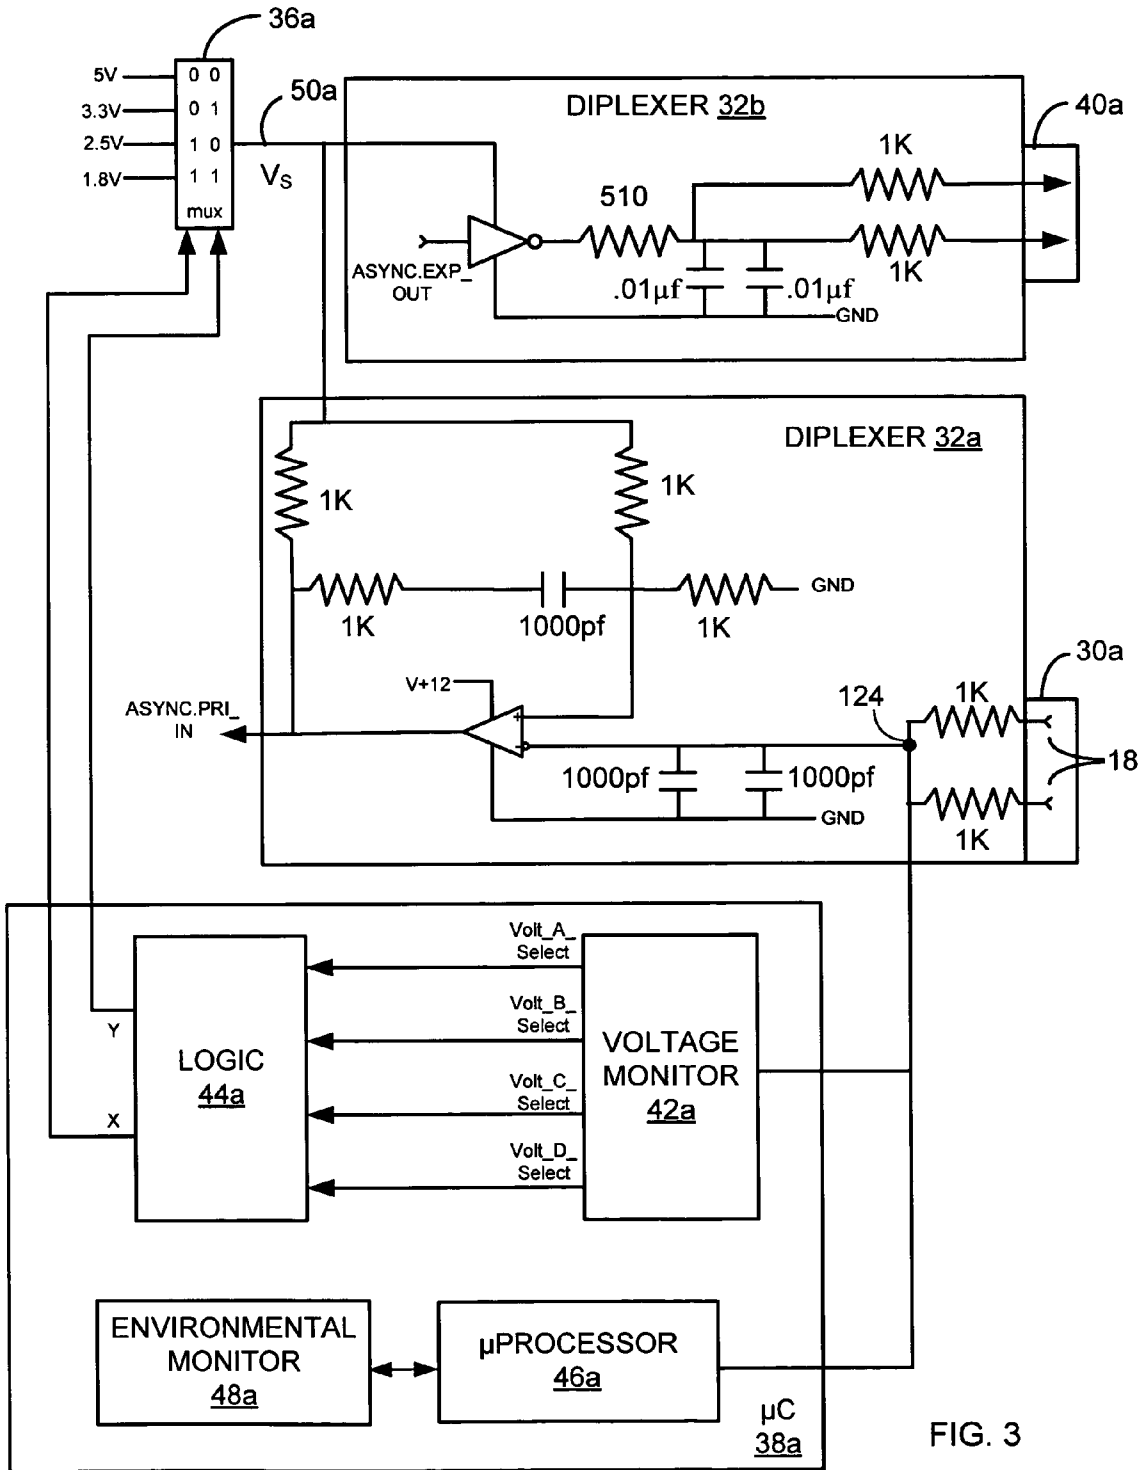 36a
5V
0 0
3.3V
0 1
2.5V
1 0
1.8V
1 1
mux
50a
VS
DIPLEXER 32b
40a
1K
510
1K
ASYNC.EXP_
OUT
.01µf
.01µf
GND
DIPLEXER 32a
1K
1K
1K
1000pf
1K
GND
30a
V+12
ASYNC.PRI_
IN
+
-
124
1K
18
1000pf
1000pf
1K
GND
Volt_A_
Select
Volt_B_
Select
Volt_C_
Select
Volt_D_
Select
Y
X
LOGIC
44a
VOLTAGE
MONITOR
42a
ENVIRONMENTAL
MONITOR
48a
µPROCESSOR
46a
µC
38a
FIG. 3